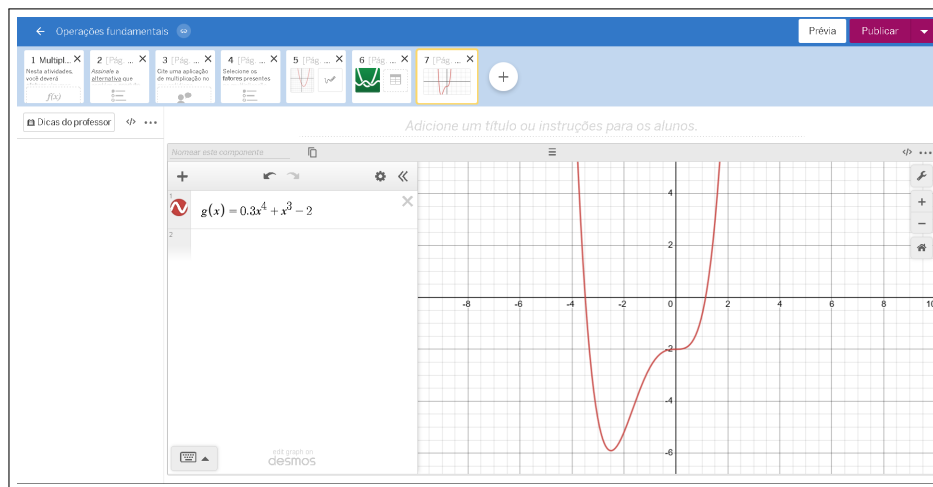 Operações fundamentais
Prévia
Publicar
1 Multipl...
Nesta atividades,
você deverá
f(x)
2 [Pág. ...
Assinale a
alternativa que
3 [Pág. ...
Cite uma aplicação
de multiplicação no
4 [Pág. ...
Selecione os
fatores presentes
5 [Pág. ...
6 [Pág. ...
7 [Pág. ...
Dicas do professor
Adicione um título ou instruções para os alunos.
Nomear este componente
1
g(x) = 0.3x^4 + x^3 − 2
2
edit graph on
desmos
4
2
-8 -6 -4 -2 0 2 4 6 8 10
-2
-4
-6